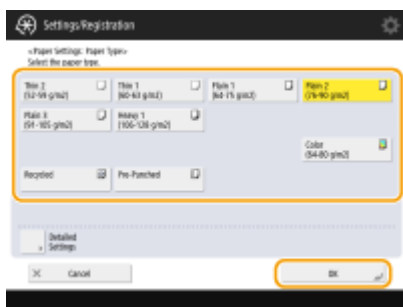 Settings/Registration
<Paper Settings: Paper Type>
Select the paper type.
Thin 2
(52-59 g/m2)
Thin 1
(60-63 g/m2)
Plain 1
(64-75 g/m2)
Plain 2
(76-90 g/m2)
Plain 3
(91-105 g/m2)
Heavy 1
(106-128 g/m2)
Color
(64-80 g/m2)
Recycled
Pre-Punched
Detailed
Settings
Cancel
OK